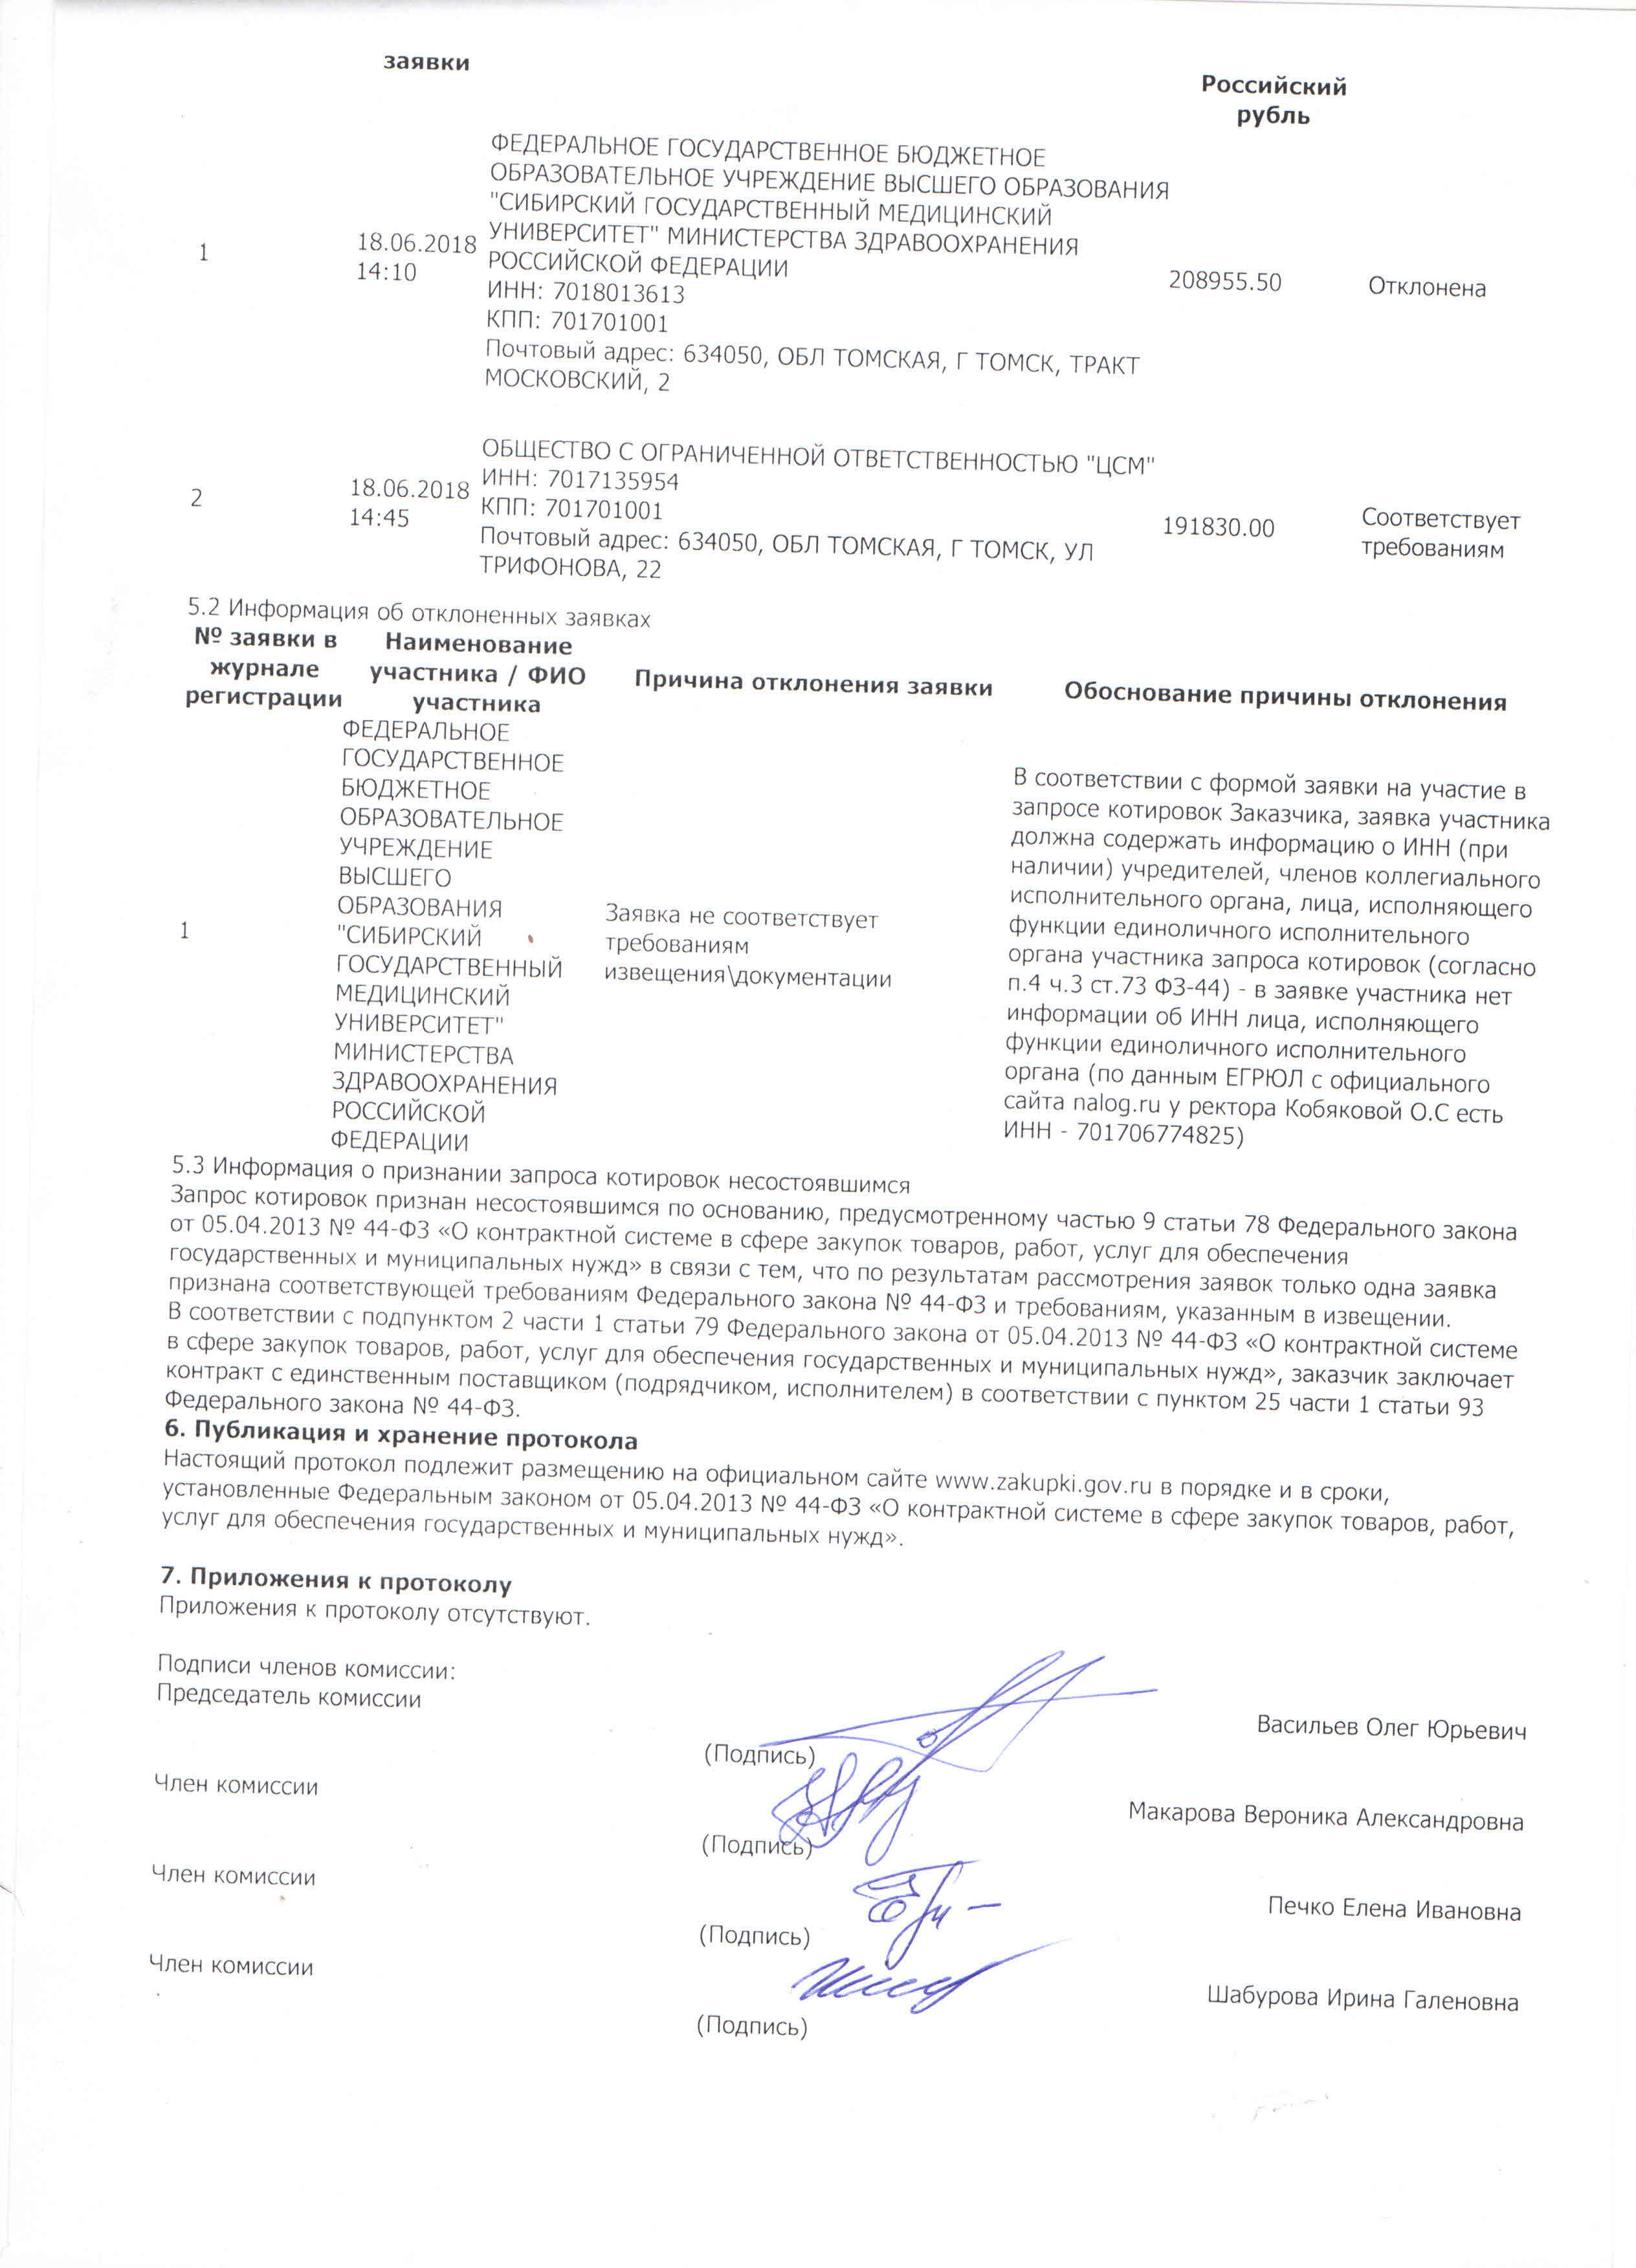 заявки
Российский
рубль
ФЕДЕРАЛЬНОЕ ГОСУДАРСТВЕННОЕ БЮДЖЕТНОЕ
ОБРАЗОВАТЕЛЬНОЕ УЧРЕЖДЕНИЕ ВЫСШЕГО ОБРАЗОВАНИЯ
"СИБИРСКИЙ ГОСУДАРСТВЕННЫЙ МЕДИЦИНСКИЙ
УНИВЕРСИТЕТ" МИНИСТЕРСТВА ЗДРАВООХРАНЕНИЯ
РОССИЙСКОЙ ФЕДЕРАЦИИ
ИНН: 7018013613
КПП: 701701001
Почтовый адрес: 634050, ОБЛ ТОМСКАЯ, Г ТОМСК, ТРАКТ
МОСКОВСКИЙ, 2
1
18.06.2018
14:10
208955.50
Отклонена
ОБЩЕСТВО С ОГРАНИЧЕННОЙ ОТВЕТСТВЕННОСТЬЮ "ЦСМ"
ИНН: 7017135954
КПП: 701701001
Почтовый адрес: 634050, ОБЛ ТОМСКАЯ, Г ТОМСК, УЛ
ТРИФОНОВА, 22
2
18.06.2018
14:45
191830.00
Соответствует
требованиям
5.2 Информация об отклоненных заявках
№ заявки в
журнале
регистрации
Наименование
участника / ФИО
участника
Причина отклонения заявки
Обоснование причины отклонения
1
ФЕДЕРАЛЬНОЕ
ГОСУДАРСТВЕННОЕ
БЮДЖЕТНОЕ
ОБРАЗОВАТЕЛЬНОЕ
УЧРЕЖДЕНИЕ
ВЫСШЕГО
ОБРАЗОВАНИЯ
"СИБИРСКИЙ
ГОСУДАРСТВЕННЫЙ
МЕДИЦИНСКИЙ
УНИВЕРСИТЕТ"
МИНИСТЕРСТВА
ЗДРАВООХРАНЕНИЯ
РОССИЙСКОЙ
ФЕДЕРАЦИИ
Заявка не соответствует
требованиям
извещения\документации
В соответствии с формой заявки на участие в
запросе котировок Заказчика, заявка участника
должна содержать информацию о ИНН (при
наличии) учредителей, членов коллегиального
исполнительного органа, лица, исполняющего
функции единоличного исполнительного
органа участника запроса котировок (согласно
п.4 ч.3 ст.73 ФЗ-44) - в заявке участника нет
информации об ИНН лица, исполняющего
функции единоличного исполнительного
органа (по данным ЕГРЮЛ с официального
сайта nalog.ru у ректора Кобяковой О.С есть
ИНН - 701706774825)
5.3 Информация о признании запроса котировок несостоявшимся
Запрос котировок признан несостоявшимся по основанию, предусмотренному частью 9 статьи 78 Федерального закона
от 05.04.2013 № 44-ФЗ «О контрактной системе в сфере закупок товаров, работ, услуг для обеспечения
государственных и муниципальных нужд» в связи с тем, что по результатам рассмотрения заявок только одна заявка
признана соответствующей требованиям Федерального закона № 44-ФЗ и требованиям, указанным в извещении.
В соответствии с подпунктом 2 части 1 статьи 79 Федерального закона от 05.04.2013 № 44-ФЗ «О контрактной системе
в сфере закупок товаров, работ, услуг для обеспечения государственных и муниципальных нужд», заказчик заключает
контракт с единственным поставщиком (подрядчиком, исполнителем) в соответствии с пунктом 25 части 1 статьи 93
Федерального закона № 44-ФЗ.
6. Публикация и хранение протокола
Настоящий протокол подлежит размещению на официальном сайте www.zakupki.gov.ru в порядке и в сроки,
установленные Федеральным законом от 05.04.2013 № 44-ФЗ «О контрактной системе в сфере закупок товаров, работ,
услуг для обеспечения государственных и муниципальных нужд».
7. Приложения к протоколу
Приложения к протоколу отсутствуют.
Подписи членов комиссии:
Председатель комиссии
(Подпись)
Васильев Олег Юрьевич
Член комиссии
(Подпись)
Макарова Вероника Александровна
Член комиссии
(Подпись)
Печко Елена Ивановна
Член комиссии
(Подпись)
Шабурова Ирина Галеновна